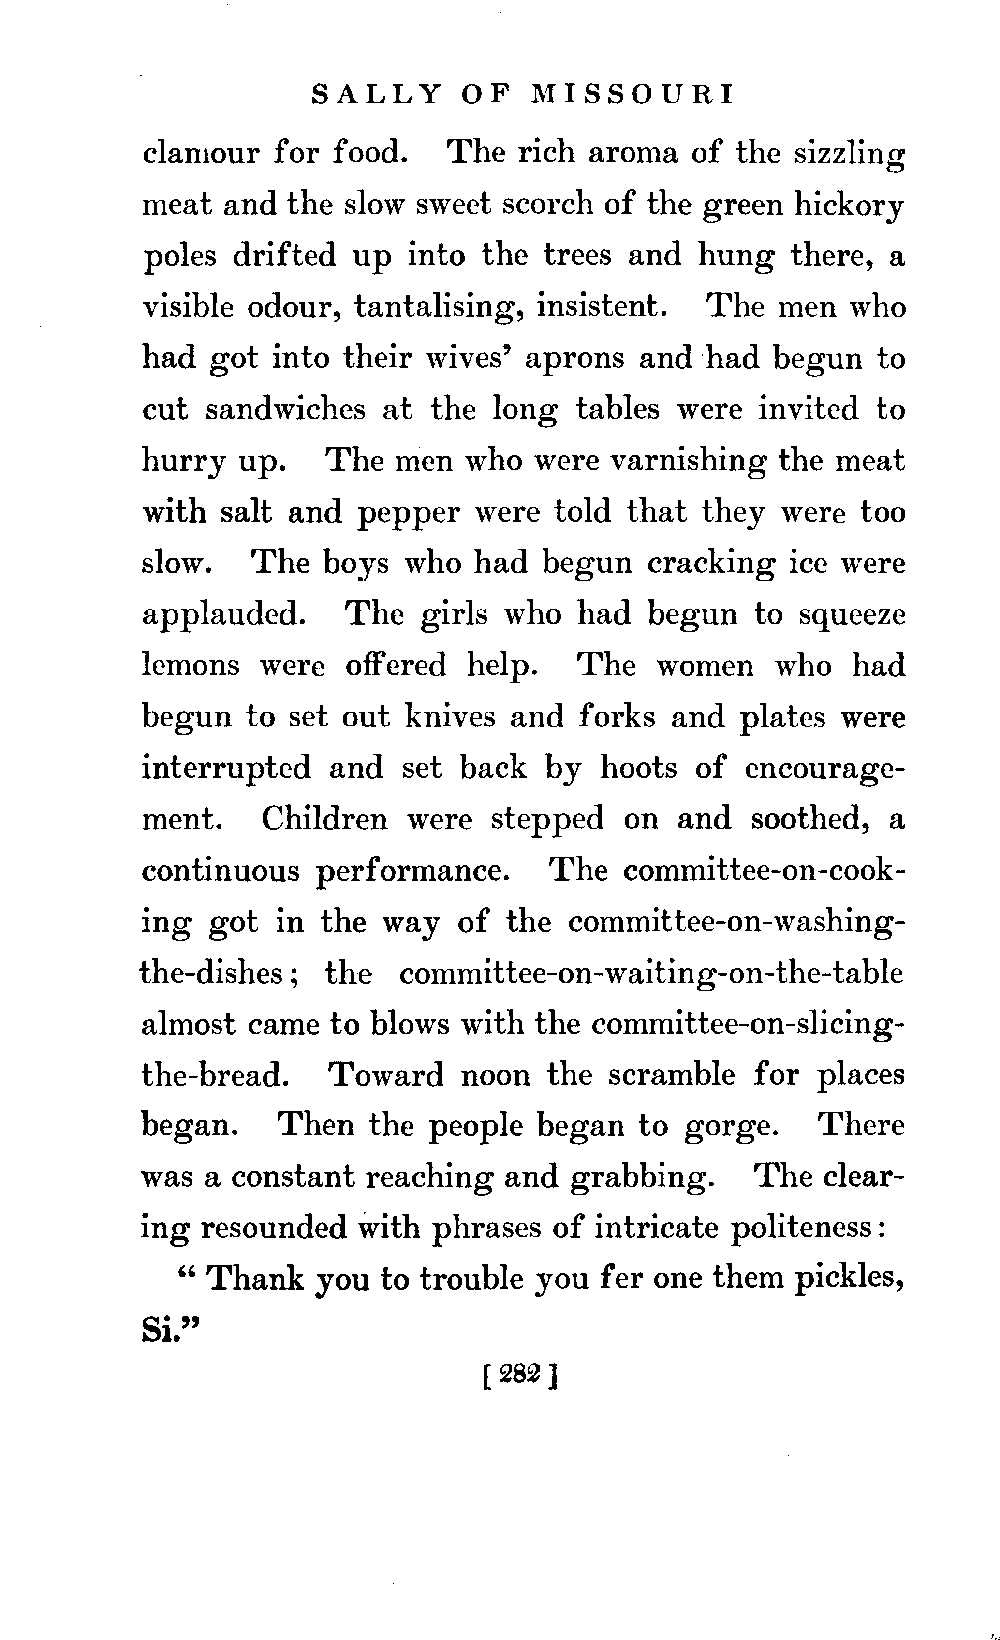 SALLY OF MISSOURI
clamour for food. The rich aroma of the sizzling
meat and the slow sweet scorch of the green hickory
poles drifted up into the trees and hung there, a
visible odour, tantalising, insistent. The men who
had got into their wives' aprons and had begun to
cut sandwiches at the long tables were invited to
hurry up. The men who were varnishing the meat
with salt and pepper were told that they were too
slow. The boys who had begun cracking ice were
applauded. The girls who had begun to squeeze
lemons were offered help. The women who had
begun to set out knives and forks and plates were
interrupted and set back by hoots of encourage-
ment. Children were stepped on and soothed, a
continuous performance. The committee-on-cook-
ing got in the way of the committee-on-washing-
the-dishes; the committee-on-waiting-on-the-table
almost came to blows with the committee-on-slicing-
the-bread. Toward noon the scramble for places
began. Then the people began to gorge. There
was a constant reaching and grabbing. The clear-
ing resounded with phrases of intricate politeness:
"Thank you to trouble you fer one them pickles,
Si."
[282]